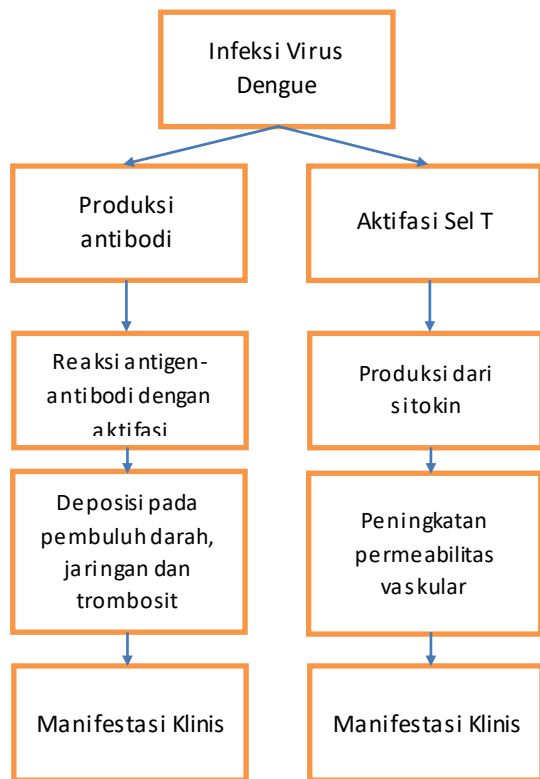 Infeksi Virus
Dengue
Produksi
antibodi
Aktifasi Sel T
Reaksi antigen-
antibodi dengan
aktifasi
Produksi dari
sitokin
Deposisi pada
pembuluh darah,
jaringan dan
trombosit
Peningkatan
permeabilitas
vaskular
Manifestasi Klinis
Manifestasi Klinis